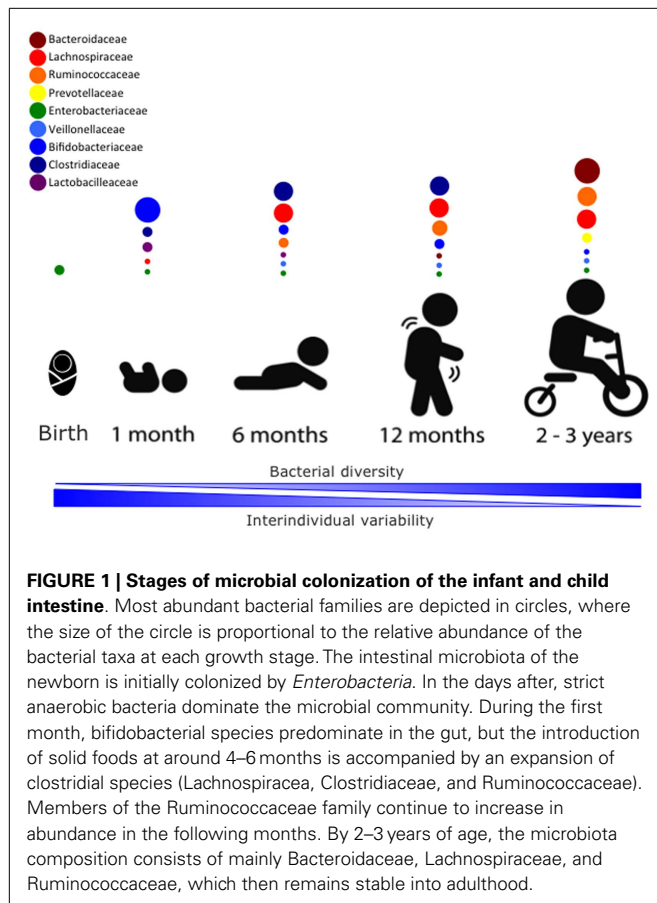 Bacteroidaceae
Lachnospiraceae
Ruminococcaceae
Prevotellaceae
Enterobacteriaceae
Veillonellaceae
Bifidobacteriaceae
Clostridiaceae
Lactobacilleaceae
Birth 1 month 6 months 12 months 2 - 3 years
Bacterial diversity
Interindividual variability
FIGURE 1 | Stages of microbial colonization of the infant and child
intestine. Most abundant bacterial families are depicted in circles, where
the size of the circle is proportional to the relative abundance of the
bacterial taxa at each growth stage. The intestinal microbiota of the
newborn is initially colonized by Enterobacteria. In the days after, strict
anaerobic bacteria dominate the microbial community. During the first
month, bifidobacterial species predominate in the gut, but the introduction
of solid foods at around 4–6 months is accompanied by an expansion of
clostridial species (Lachnospiracea, Clostridiaceae, and Ruminococcaceae).
Members of the Ruminococcaceae family continue to increase in
abundance in the following months. By 2–3 years of age, the microbiota
composition consists of mainly Bacteroidaceae, Lachnospiraceae, and
Ruminococcaceae, which then remains stable into adulthood.